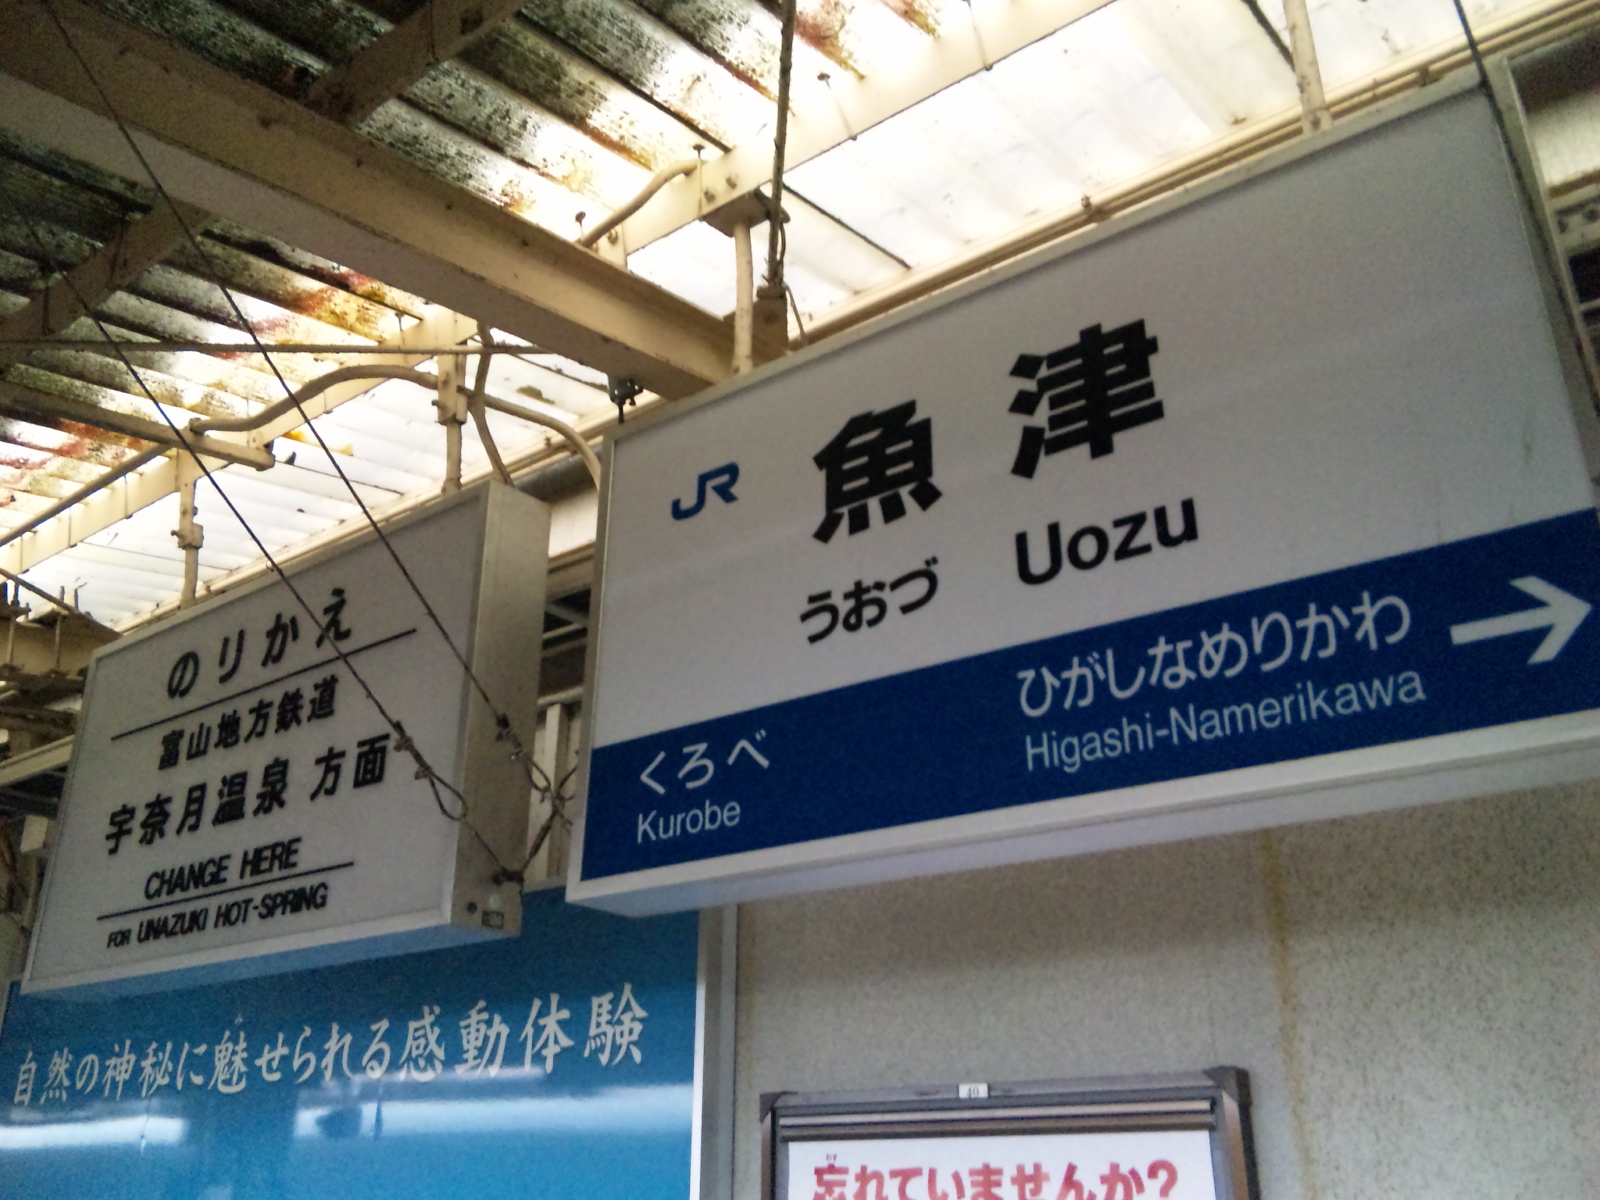 のりかえ
富山地方鉄道
宇奈月温泉 方面
CHANGE HERE
FOR UNAZUKI HOT-SPRING
JR
魚津
うおづ Uozu
くろべ
Kurobe
ひがしなめりかわ →
Higashi-Namerikawa
自然の神秘に魅せられる感動体験
40
忘れていませんか?